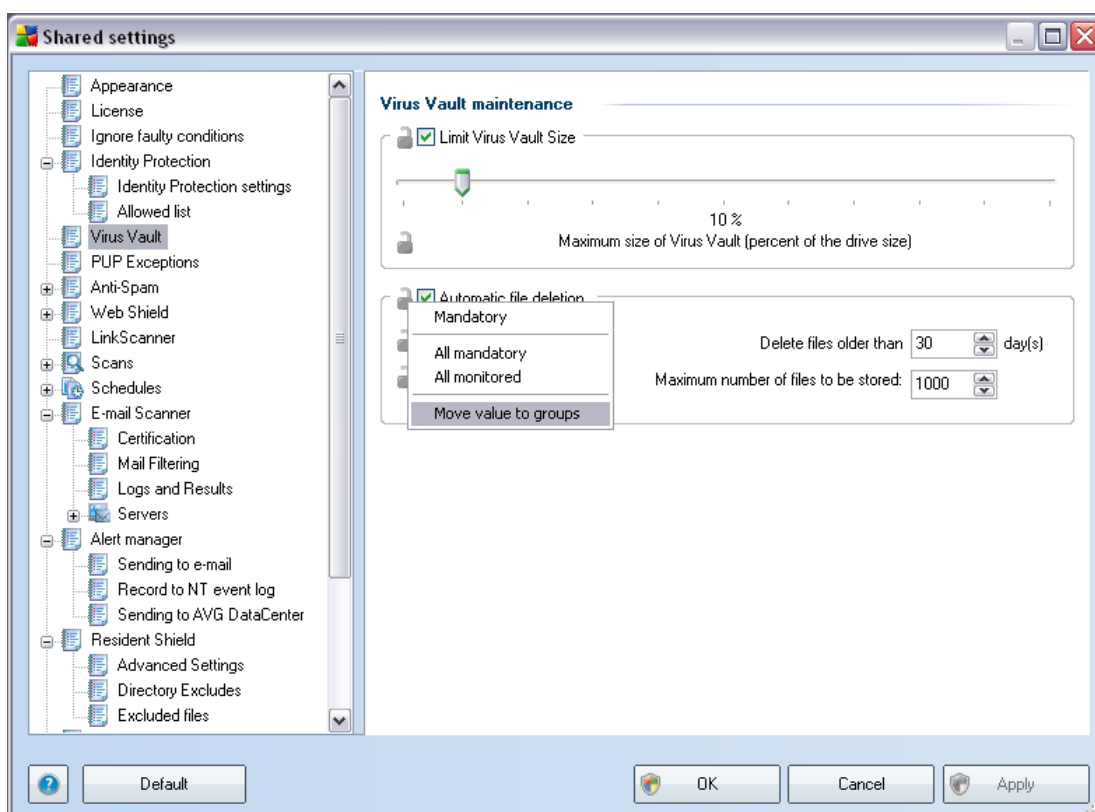 Shared settings
Appearance
License
Ignore faulty conditions
Identity Protection
Identity Protection settings
Allowed list
Virus Vault
PUP Exceptions
Anti-Spam
Web Shield
LinkScanner
Scans
Schedules
E-mail Scanner
Certification
Mail Filtering
Logs and Results
Servers
Alert manager
Sending to e-mail
Record to NT event log
Sending to AVG DataCenter
Resident Shield
Advanced Settings
Directory Excludes
Excluded files
Virus Vault maintenance
Limit Virus Vault Size
10 %
Maximum size of Virus Vault (percent of the drive size)
Automatic file deletion
Mandatory
All mandatory
All monitored
Move value to groups
Delete files older than 30 day(s)
Maximum number of files to be stored: 1000
? Default OK Cancel Apply